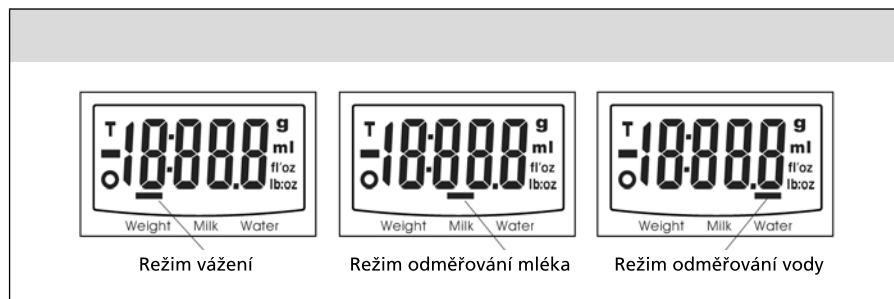 T 18:88.8 g
ml
fl'oz
lb:oz
Weight Milk Water
Režim vážení
T 18:88.8 g
ml
fl'oz
lb:oz
Weight Milk Water
Režim odměřování mléka
T 18:88.8 g
ml
fl'oz
lb:oz
Weight Milk Water
Režim odměřování vody